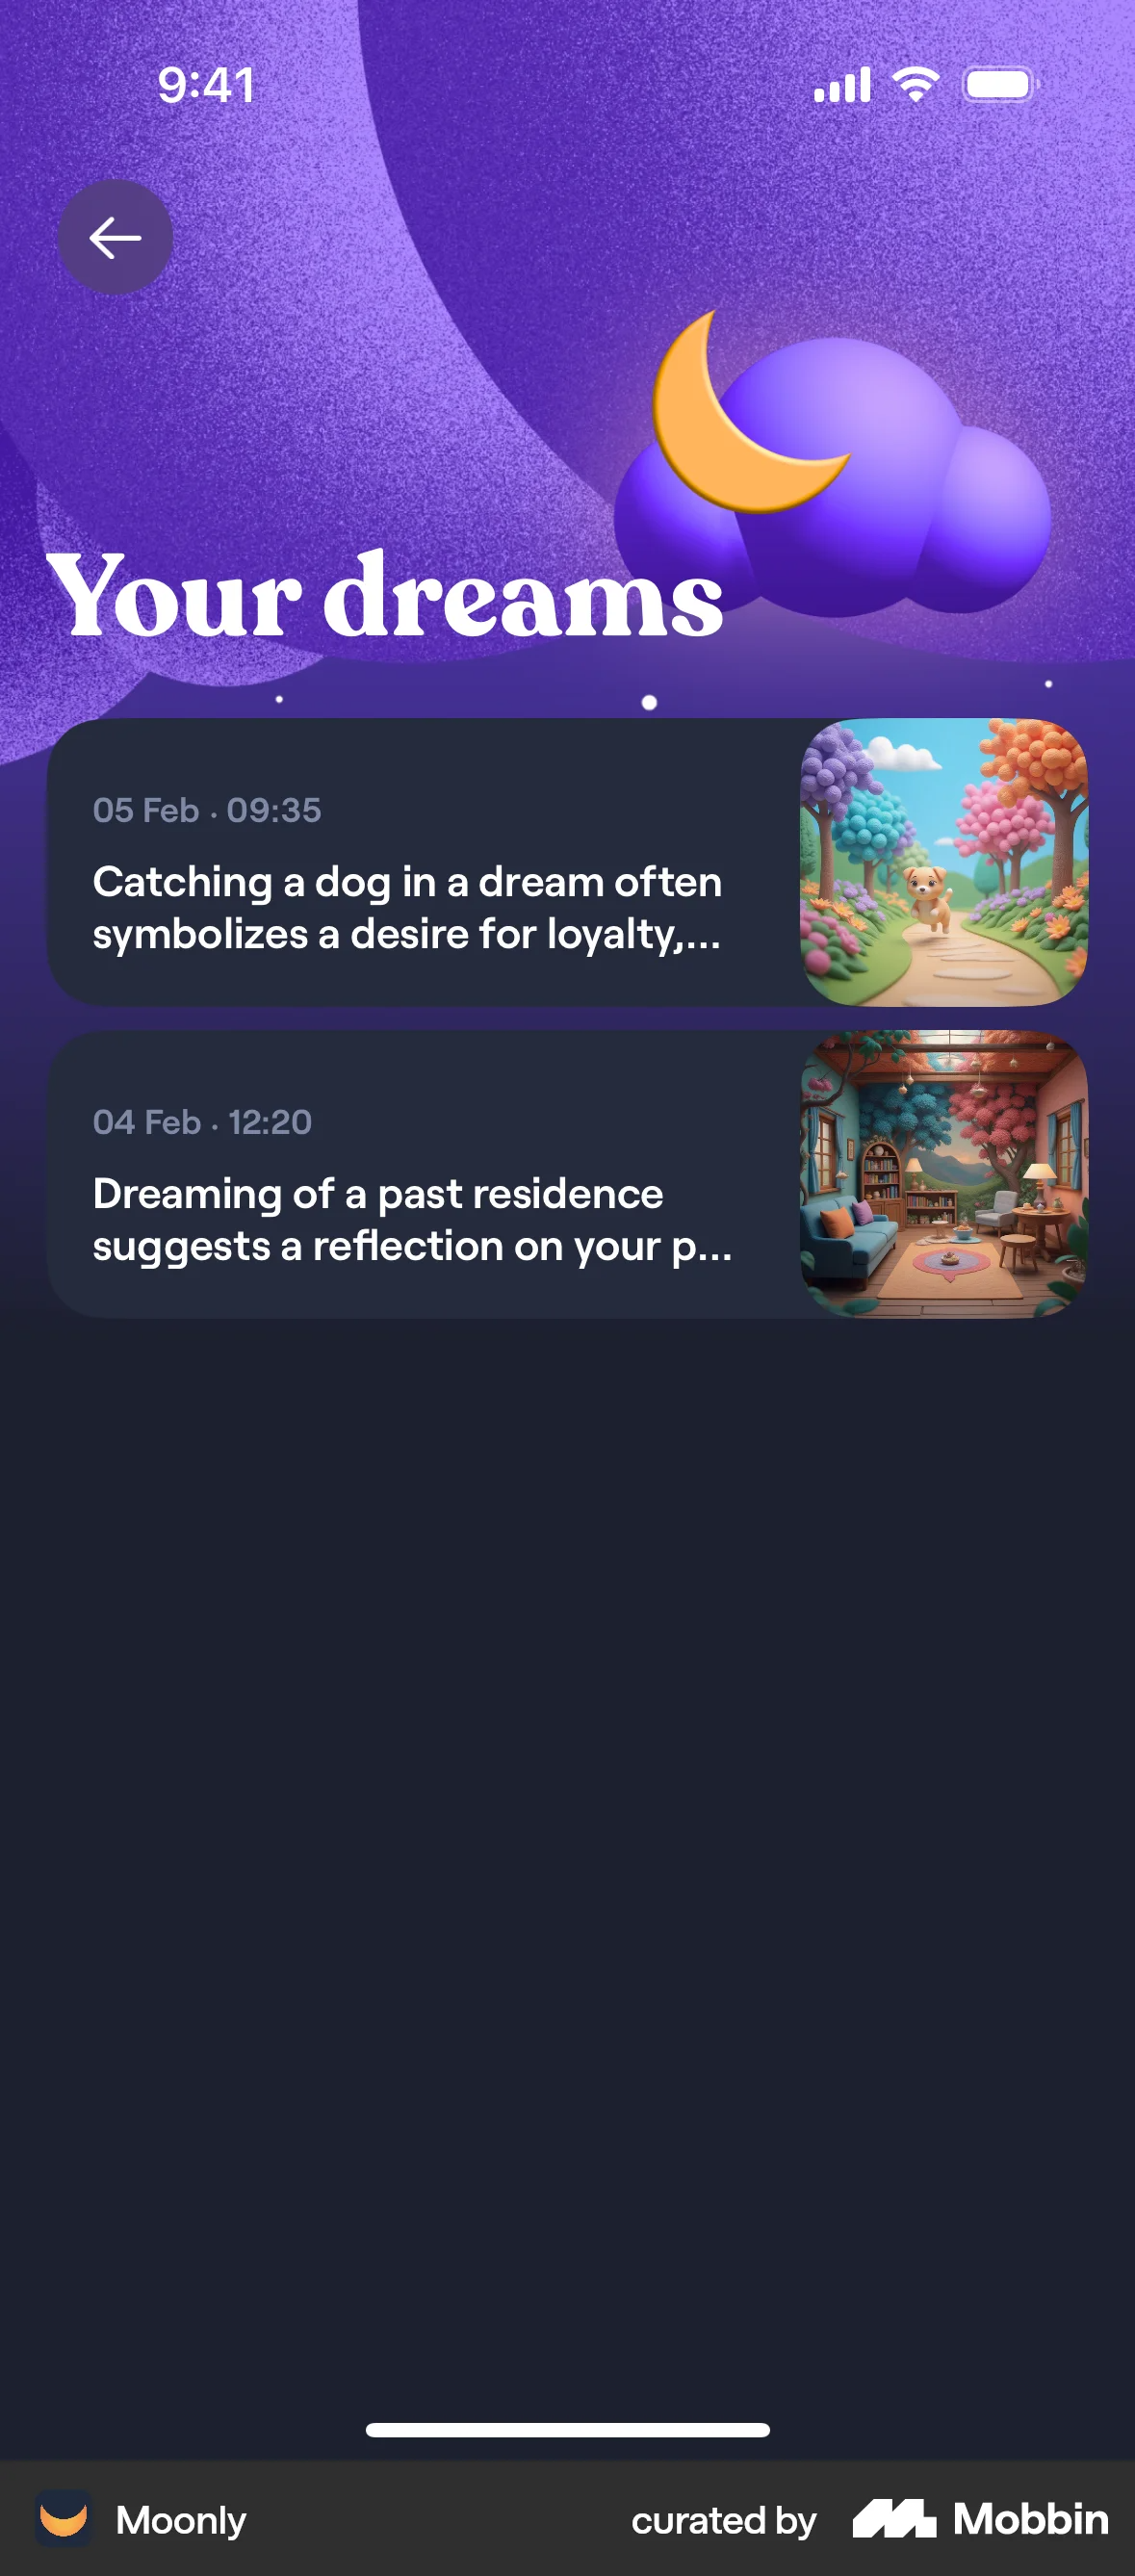 9:41
Your dreams
05 Feb · 09:35
Catching a dog in a dream often
symbolizes a desire for loyalty,...
04 Feb · 12:20
Dreaming of a past residence
suggests a reflection on your p...
Moonly
curated by Mobbin